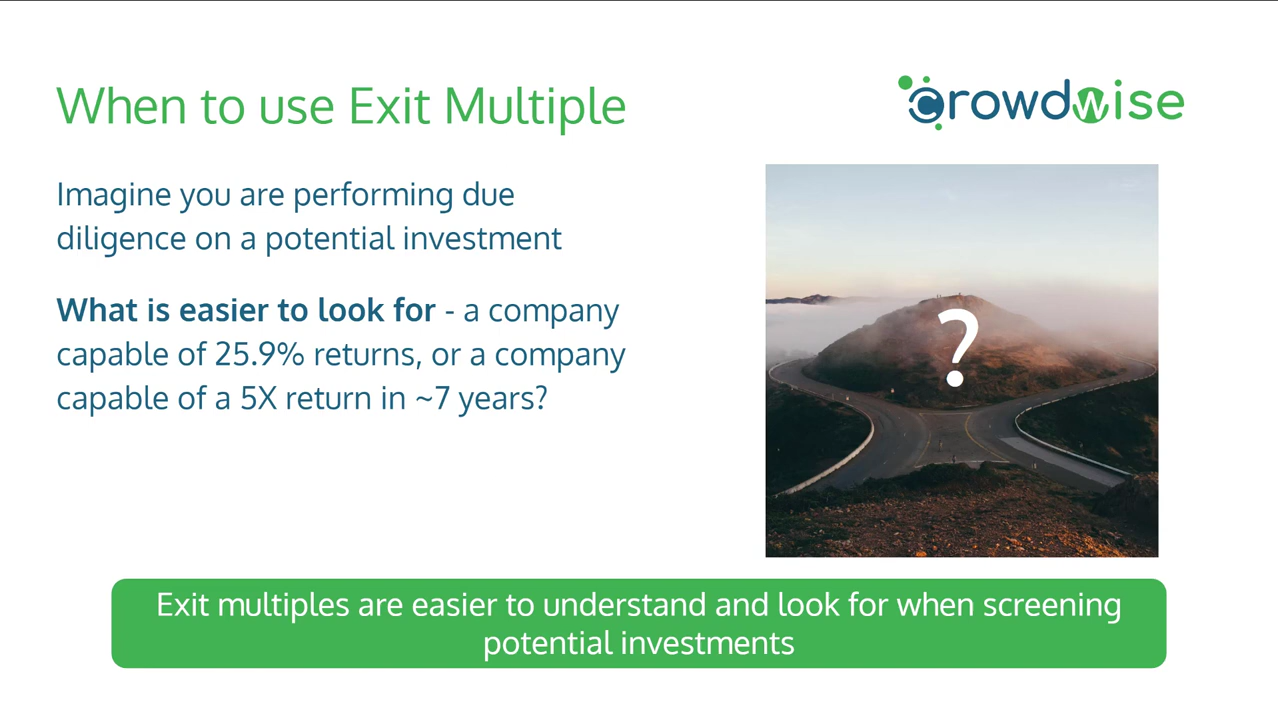 When to use Exit Multiple
crowdwise
Imagine you are performing due
diligence on a potential investment
What is easier to look for - a company
capable of 25.9% returns, or a company
capable of a 5X return in ~7 years?
?
Exit multiples are easier to understand and look for when screening
potential investments